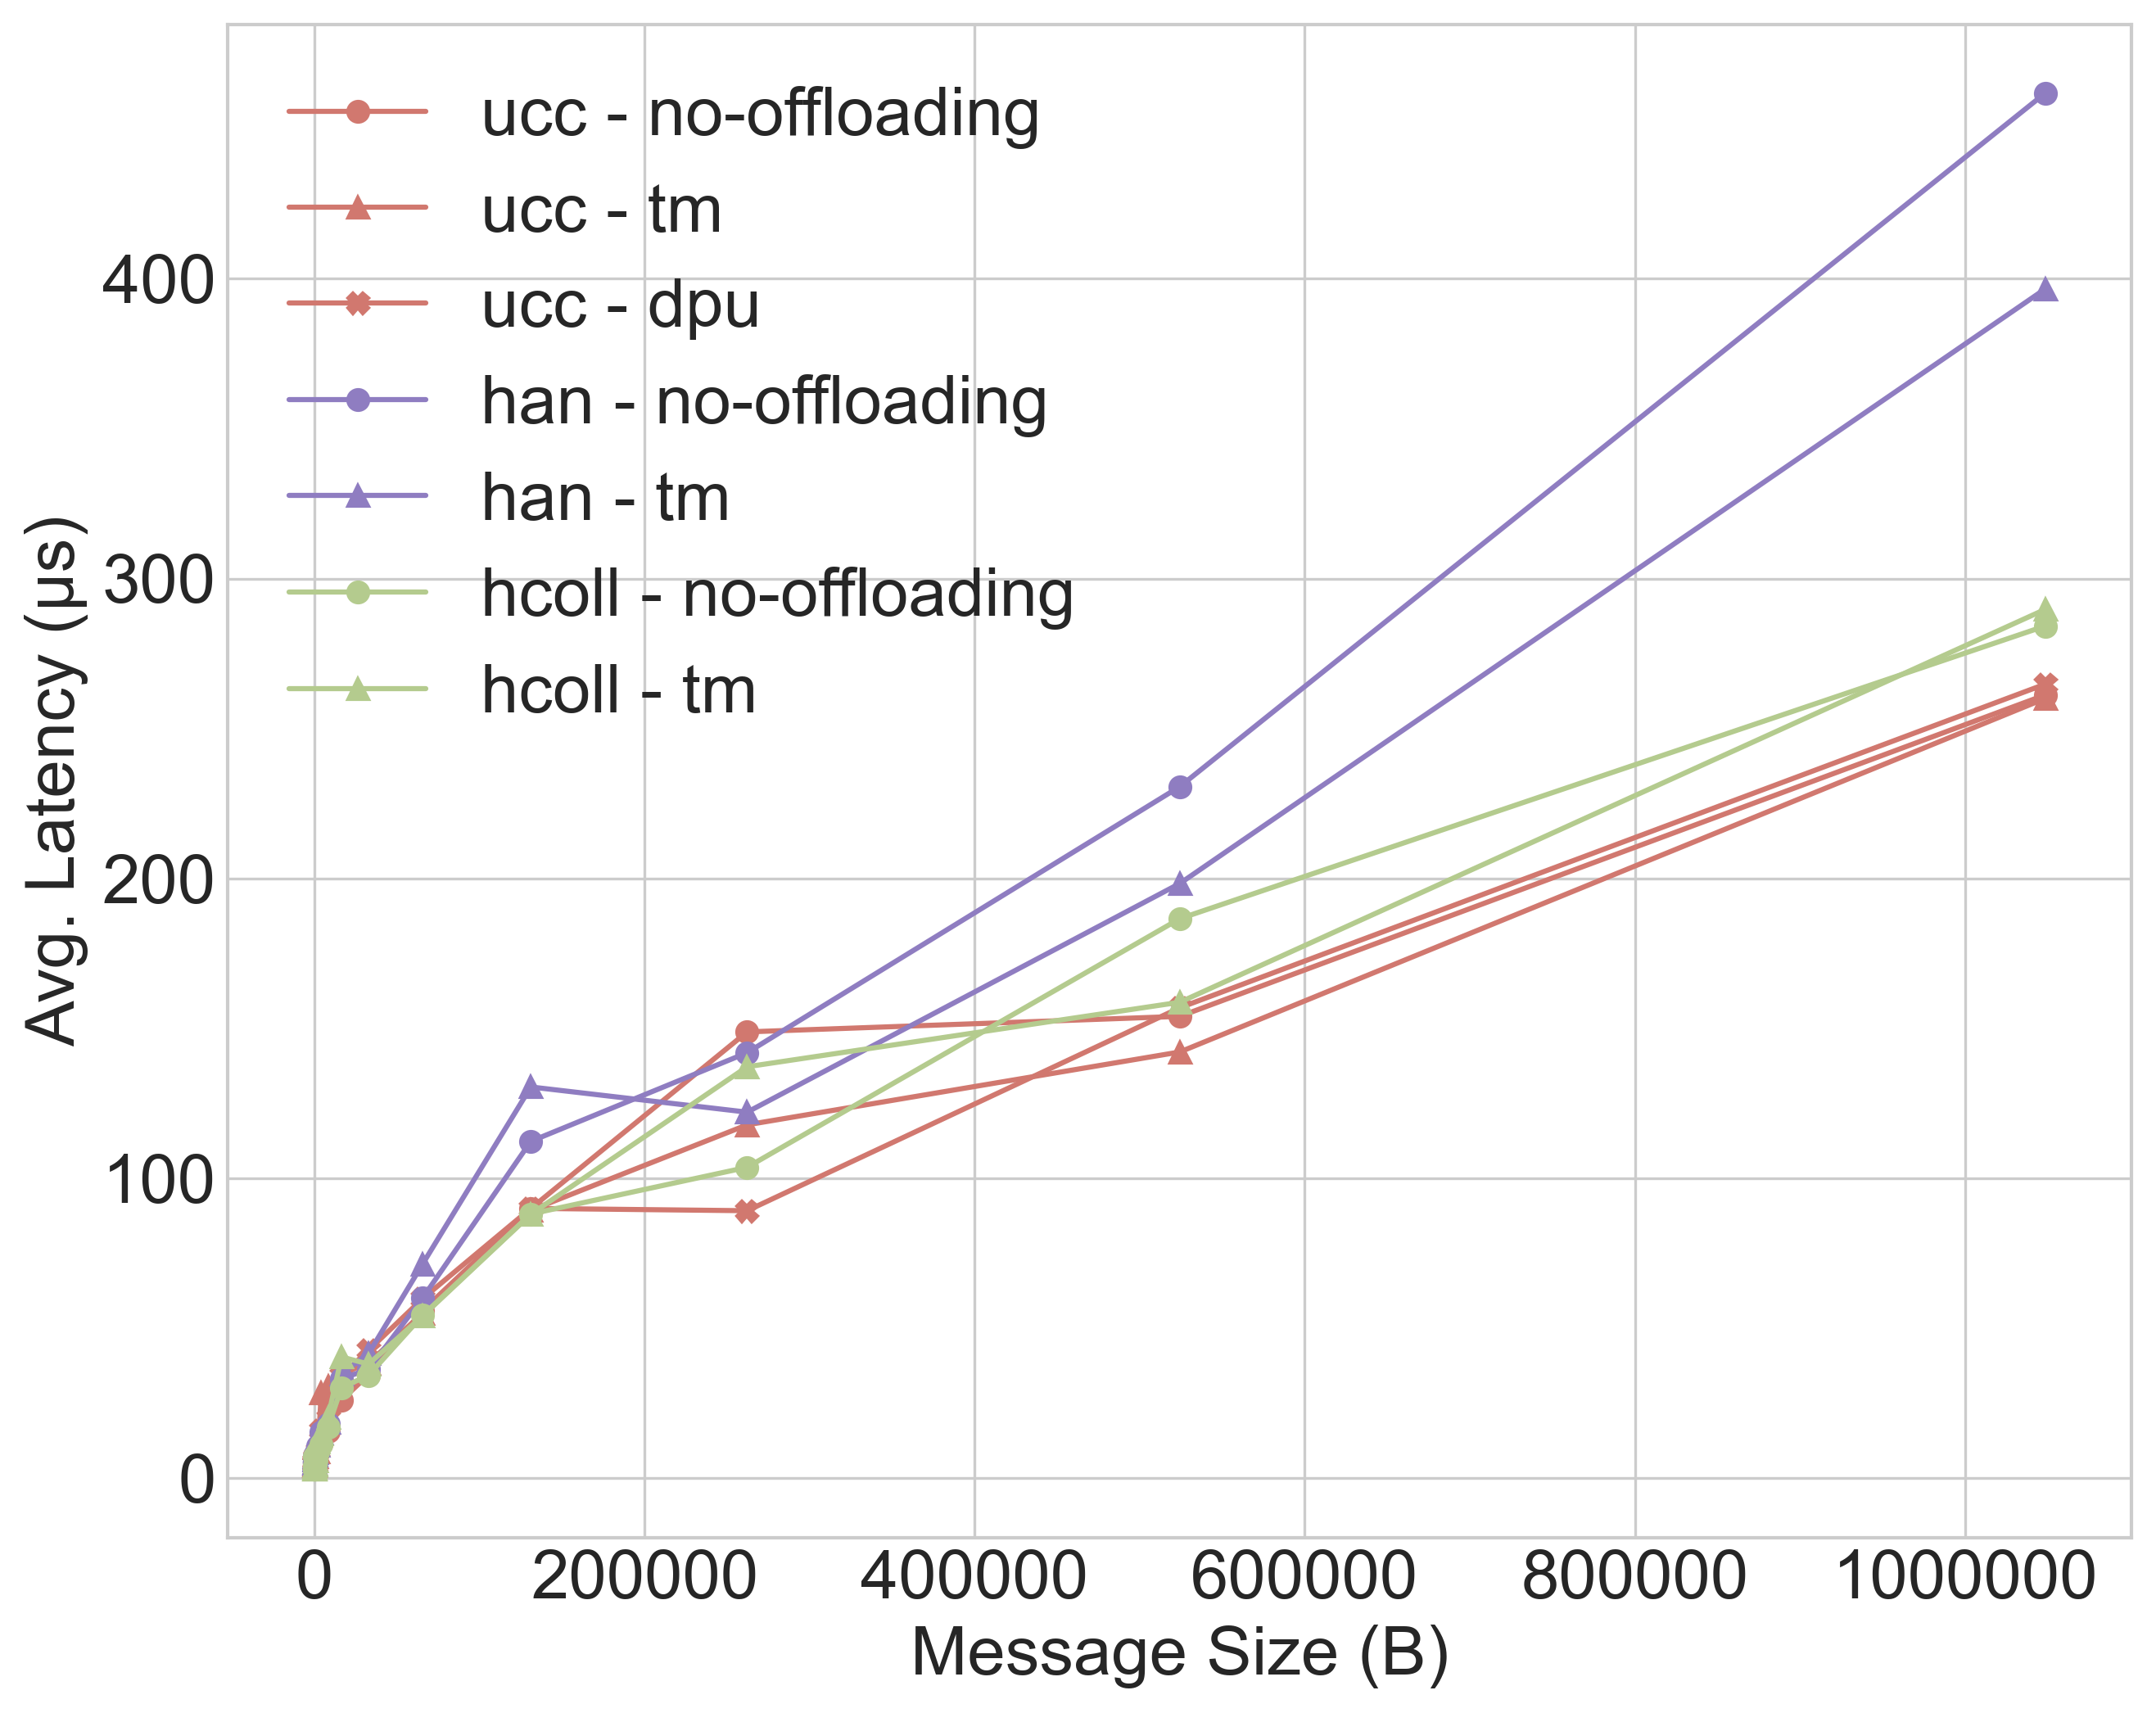 ucc - no-offloading
ucc - tm
ucc - dpu
han - no-offloading
han - tm
hcoll - no-offloading
hcoll - tm
Avg. Latency (µs)
400
300
200
100
0
0 200000 400000 600000 800000 1000000
Message Size (B)